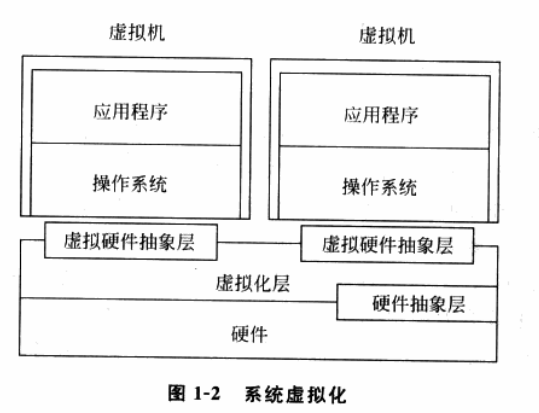 虚拟机 虚拟机
应用程序 应用程序
操作系统 操作系统
虚拟硬件抽象层 虚拟硬件抽象层
虚拟化层
硬件抽象层
硬件
图 1-2 系统虚拟化